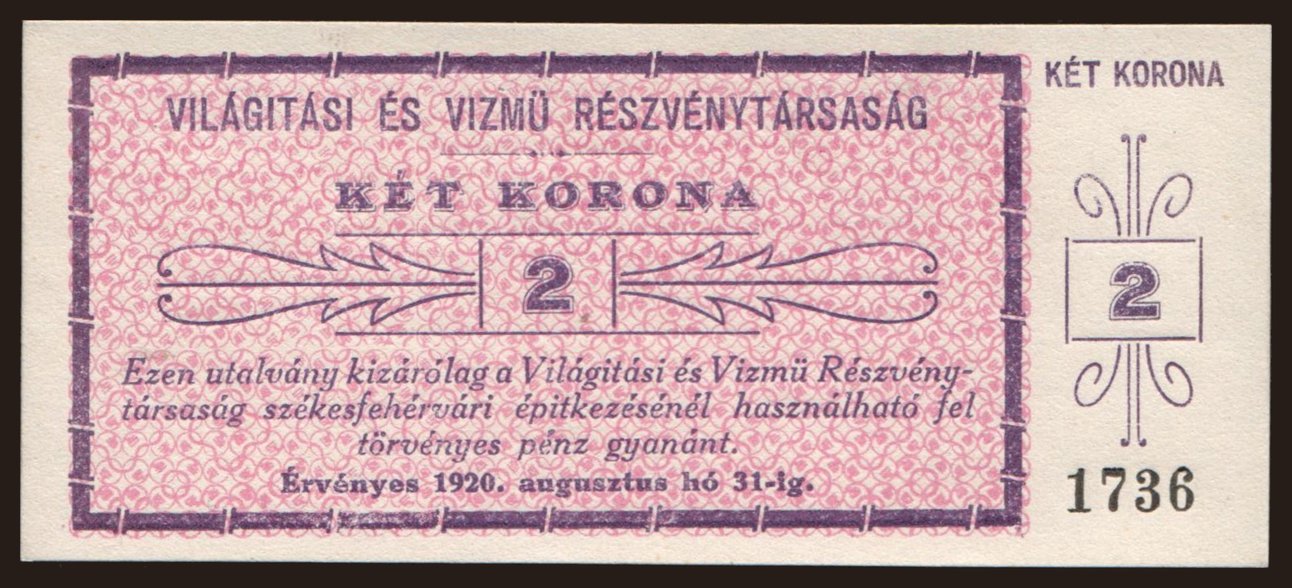 VILÁGITÁSI ÉS VIZMÜ RÉSZVÉNYTÁRSASÁG
KÉT KORONA
2
Ezen utalvány kizárólag a Világitási és Vizmü Részvény-
társaság székesfehérvári épitkezésénél használható fel
törvényes pénz gyanánt.
Érvényes 1920. augusztus hó 31-ig.
KÉT KORONA
2
1736